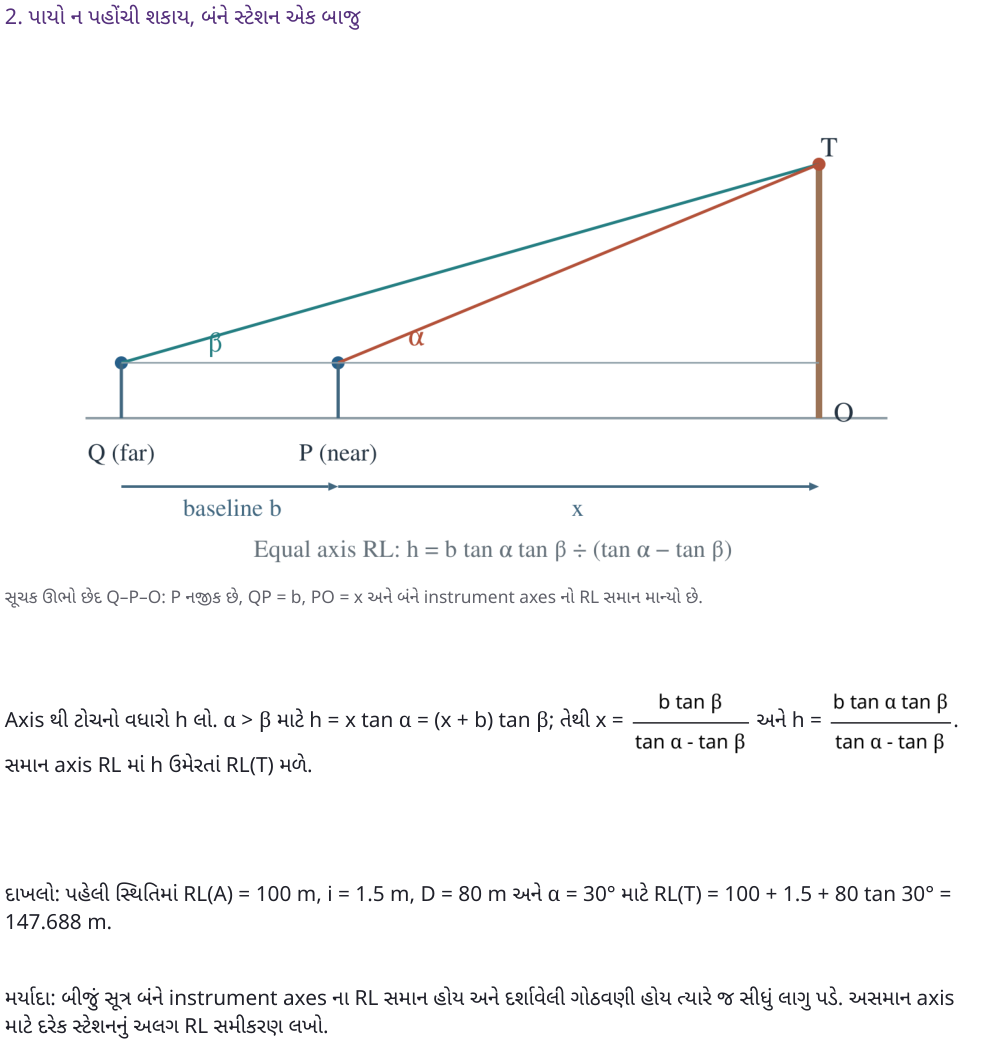 2. પાયો ન પહોંચી શકાય, બંને સ્ટેશન એક બાજુ
T
β
α
O
Q (far)
P (near)
baseline b
x
Equal axis RL: h = b tan α tan β ÷ (tan α − tan β)
સૂચક ઊભો છેદ Q–P–O: P નજીક છે, QP = b, PO = x અને બંને instrument axes નો RL સમાન માન્યો છે.
Axis થી ટોચનો વધારો h લો. α > β માટે h = x tan α = (x + b) tan β; તેથી x = b tan β / tan α - tan β અને h = b tan α tan β / tan α - tan β.
સમાન axis RL માં h ઉમેરતાં RL(T) મળે.
દાખલો: પહેલી સ્થિતિમાં RL(A) = 100 m, i = 1.5 m, D = 80 m અને α = 30° માટે RL(T) = 100 + 1.5 + 80 tan 30° =
147.688 m.
મર્યાદા: બીજું સૂત્ર બંને instrument axes ના RL સમાન હોય અને દર્શાવેલી ગોઠવણી હોય ત્યારે જ સીધું લાગુ પડે. અસમાન axis
માટે દરેક સ્ટેશનનું અલગ RL સમીકરણ લખો.